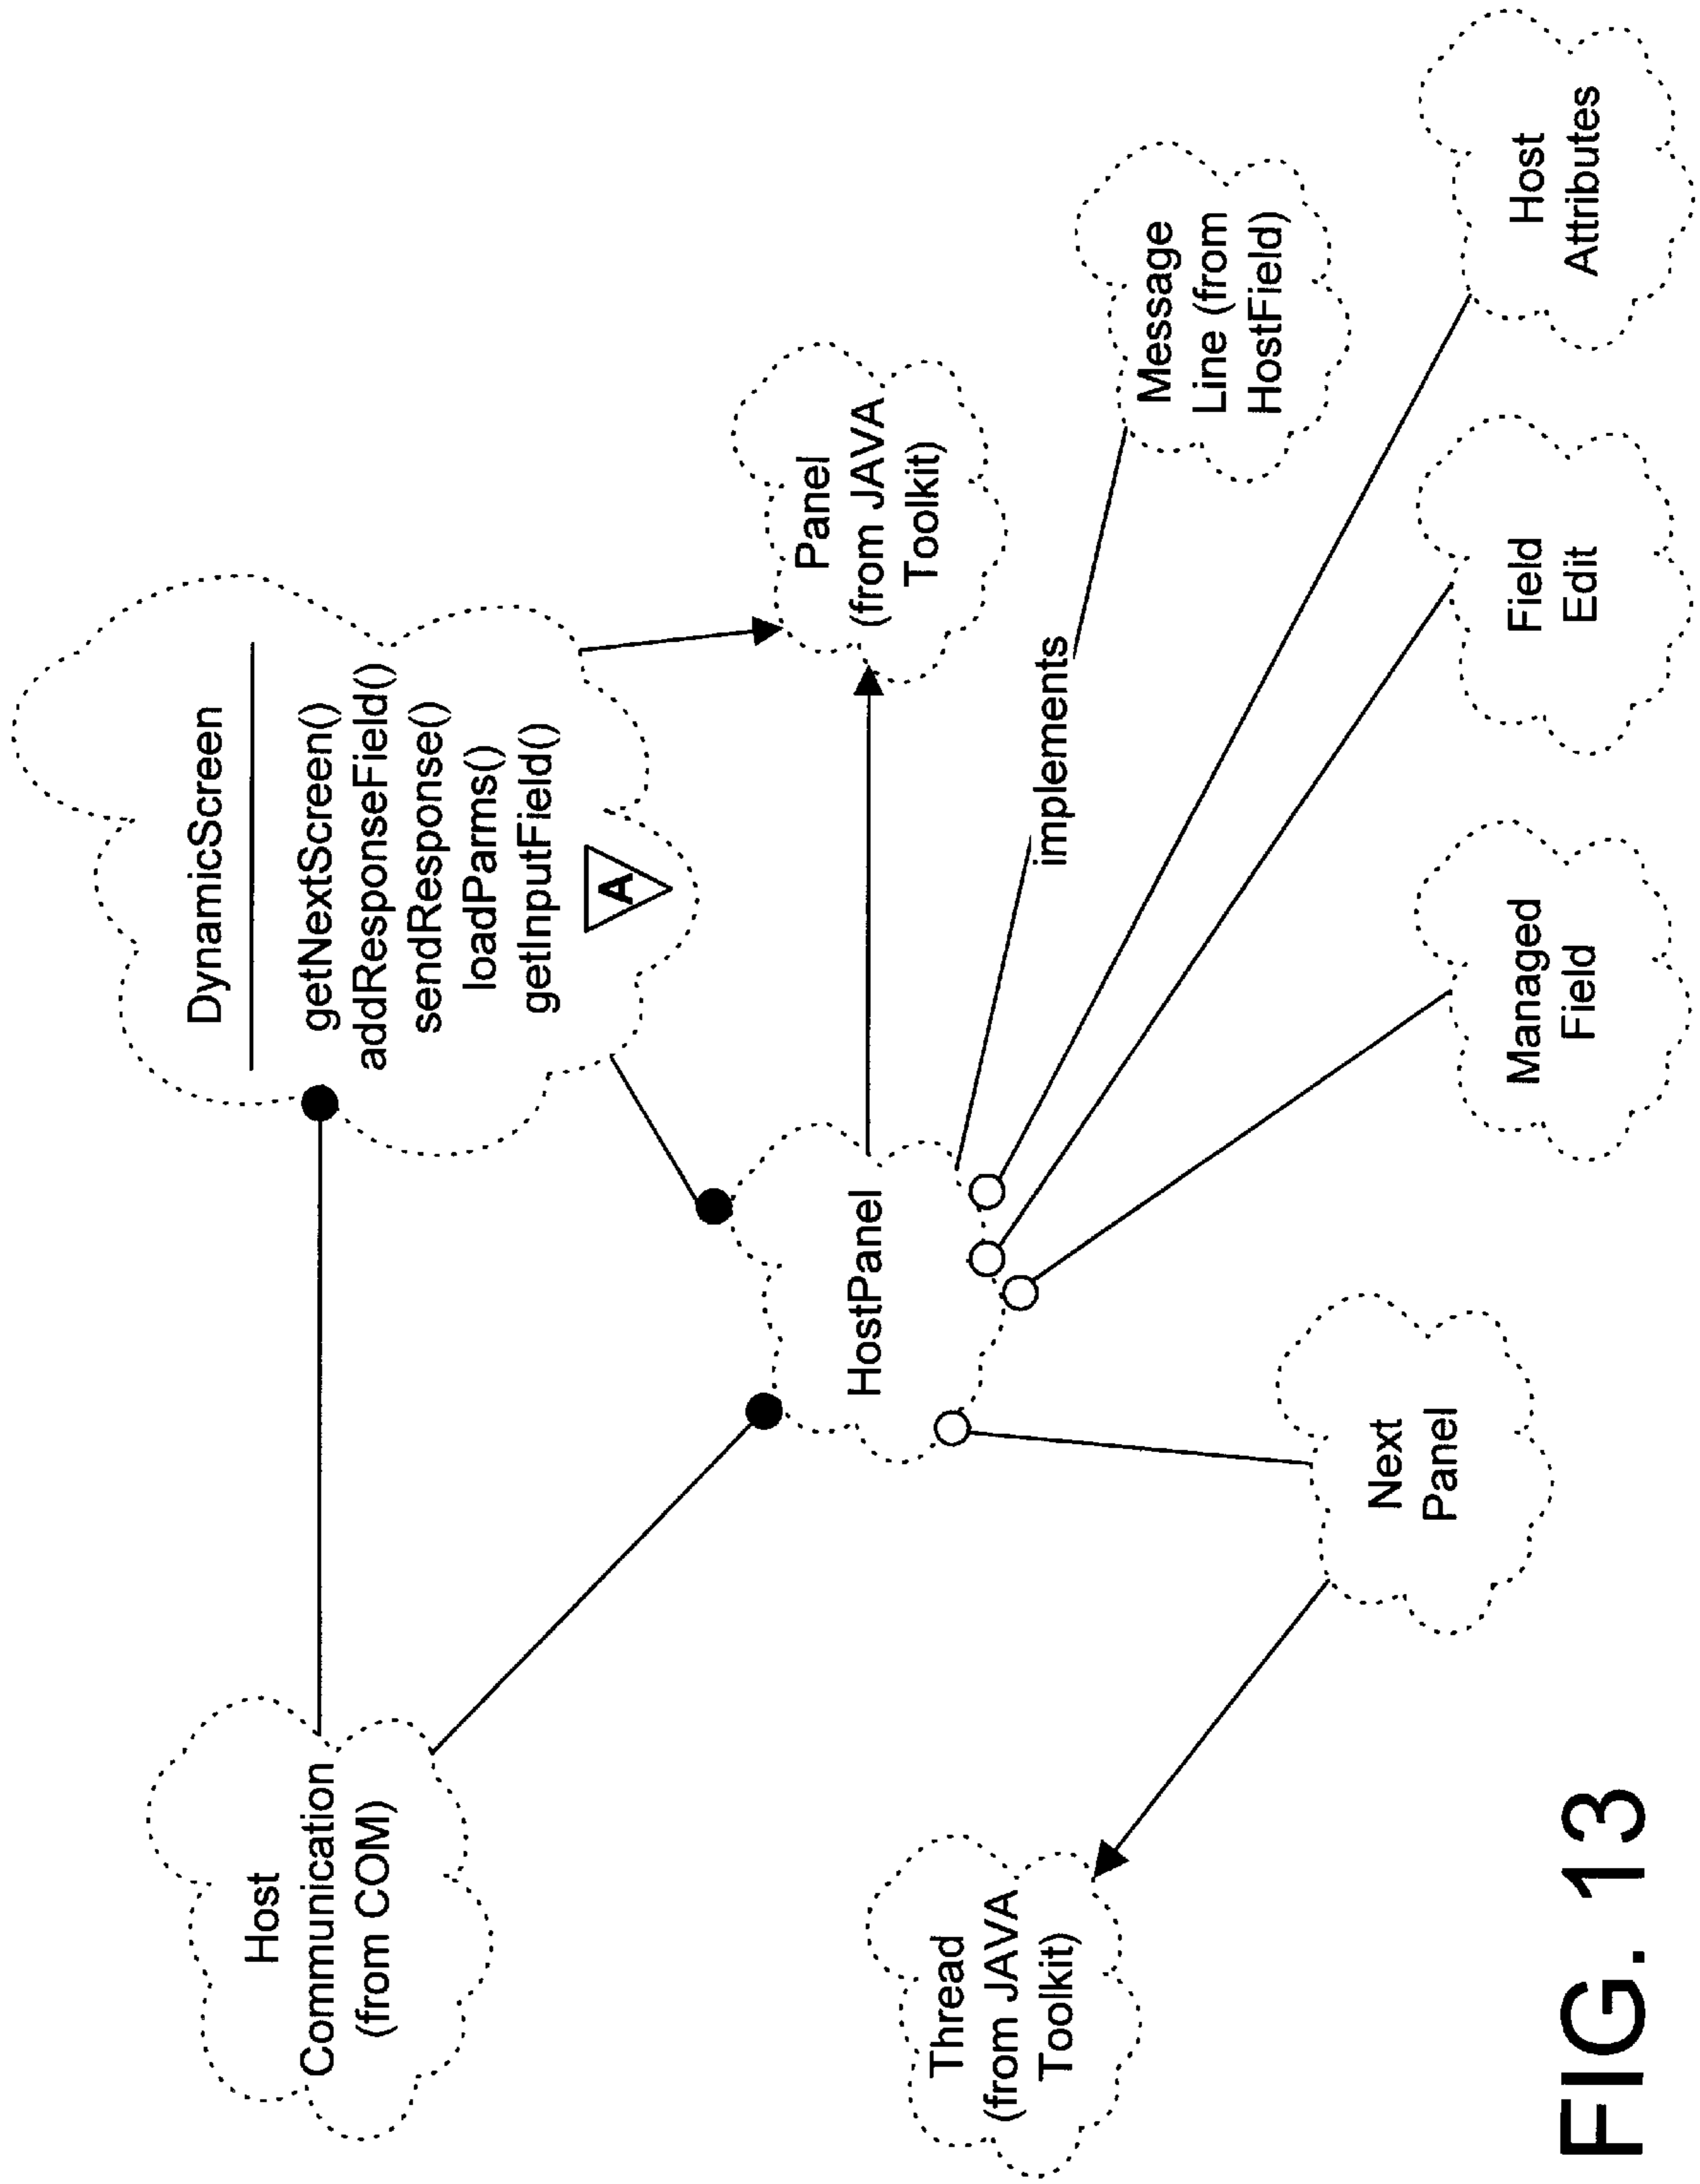 Host
Communication
(from COM)
DynamicScreen
getNextScreen()
addResponseField()
sendResponse()
loadParms()
getInputField()
A
Thread
(from JAVA
Toolkit)
HostPanel
Panel
(from JAVA
Toolkit)
implements
Message
Line (from
HostField)
Next
Panel
Managed
Field
Field
Edit
Host
Attributes
FIG. 13